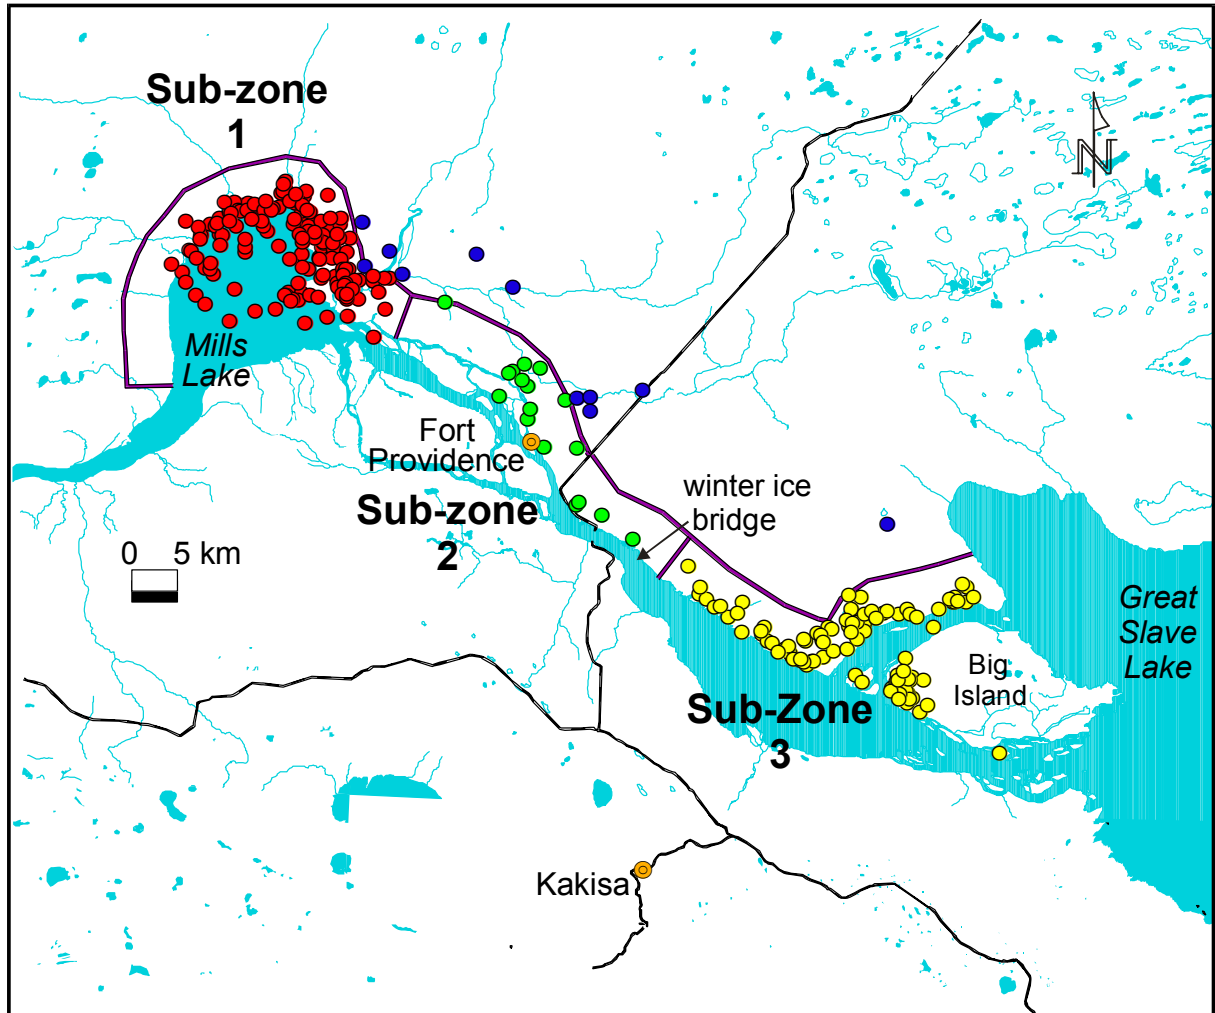 Sub-zone
1
N
Mills
Lake
Fort
Providence
winter ice
bridge
Sub-zone
2
0 5 km
Great
Slave
Lake
Big
Island
Sub-Zone
3
Kakisa